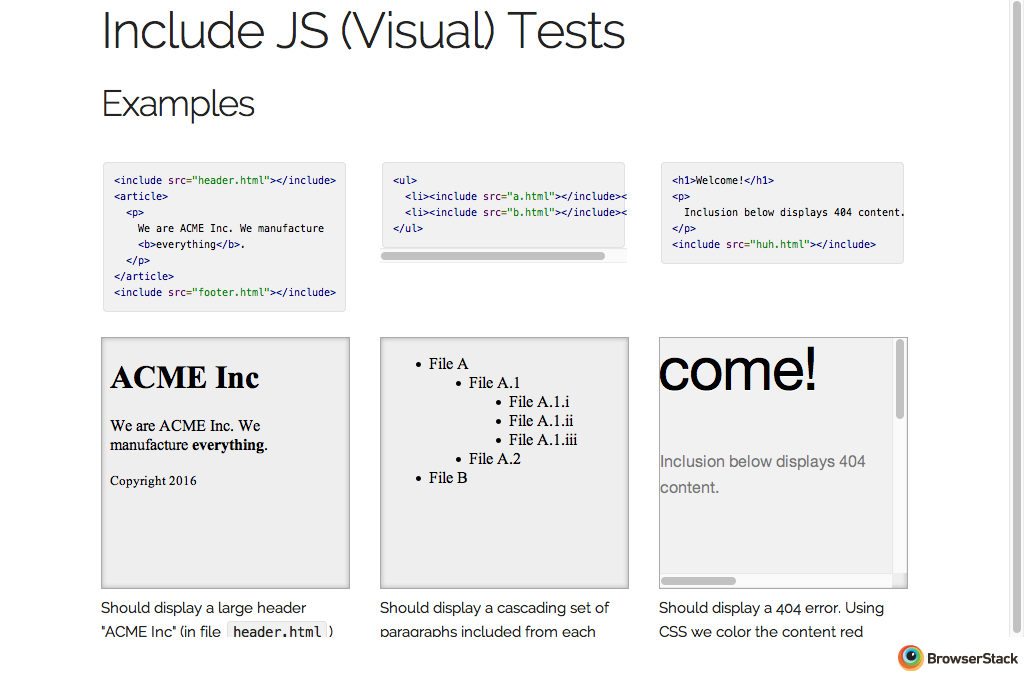 Include JS (Visual) Tests
Examples
<include src="header.html"></include>
<article>
<p>
We are ACME Inc. We manufacture
<b>everything</b>.
</p>
</article>
<include src="footer.html"></include>
<ul>
<li><include src="a.html"></include><
<li><include src="b.html"></include><
</ul>
<h1>Welcome!</h1>
<p>
Inclusion below displays 404 content.
</p>
<include src="huh.html"></include>
ACME Inc
We are ACME Inc. We
manufacture everything.
Copyright 2016
• File A
• File A.1
• File A.1.i
• File A.1.ii
• File A.1.iii
• File A.2
• File B
come!
Inclusion below displays 404
content.
Should display a large header
"ACME Inc" (in file header.html )
Should display a cascading set of
paragraphs included from each
Should display a 404 error. Using
CSS we color the content red
BrowserStack